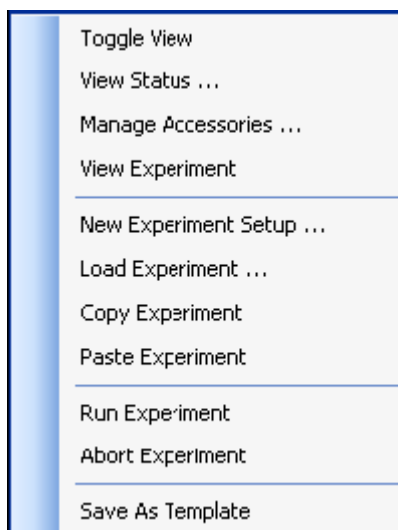 Toggle View
View Status ...
Manage Accessories ...
View Experiment
New Experiment Setup ...
Load Experiment ...
Copy Experiment
Paste Experiment
Run Experiment
Abort Experiment
Save As Template